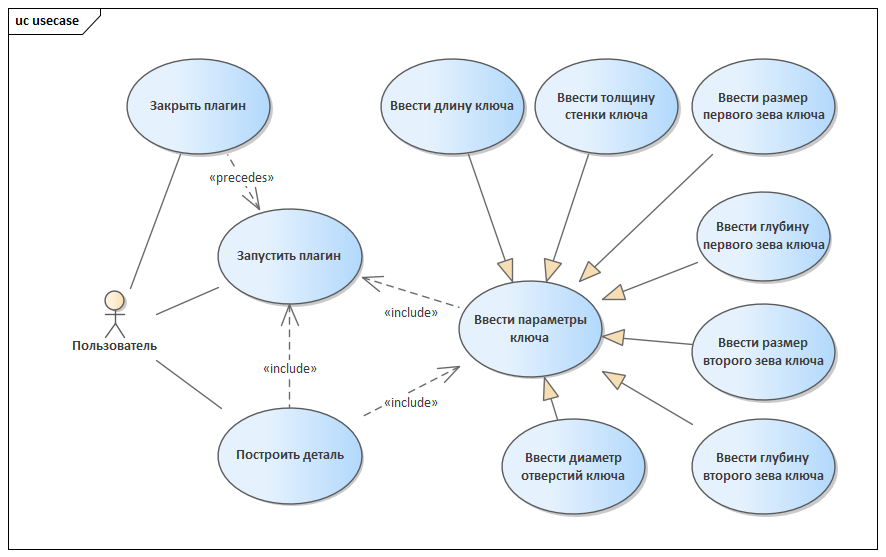 uc usecase
Закрыть плагин
Ввести длину ключа
Ввести толщину
стенки ключа
Ввести размер
первого зева ключа
«precedes»
Запустить плагин
Ввести глубину
первого зева ключа
«include»
Ввести параметры
ключа
Пользователь
Ввести размер
второго зева ключа
«include»
«include»
Построить деталь
Ввести диаметр
отверстий ключа
Ввести глубину
второго зева ключа